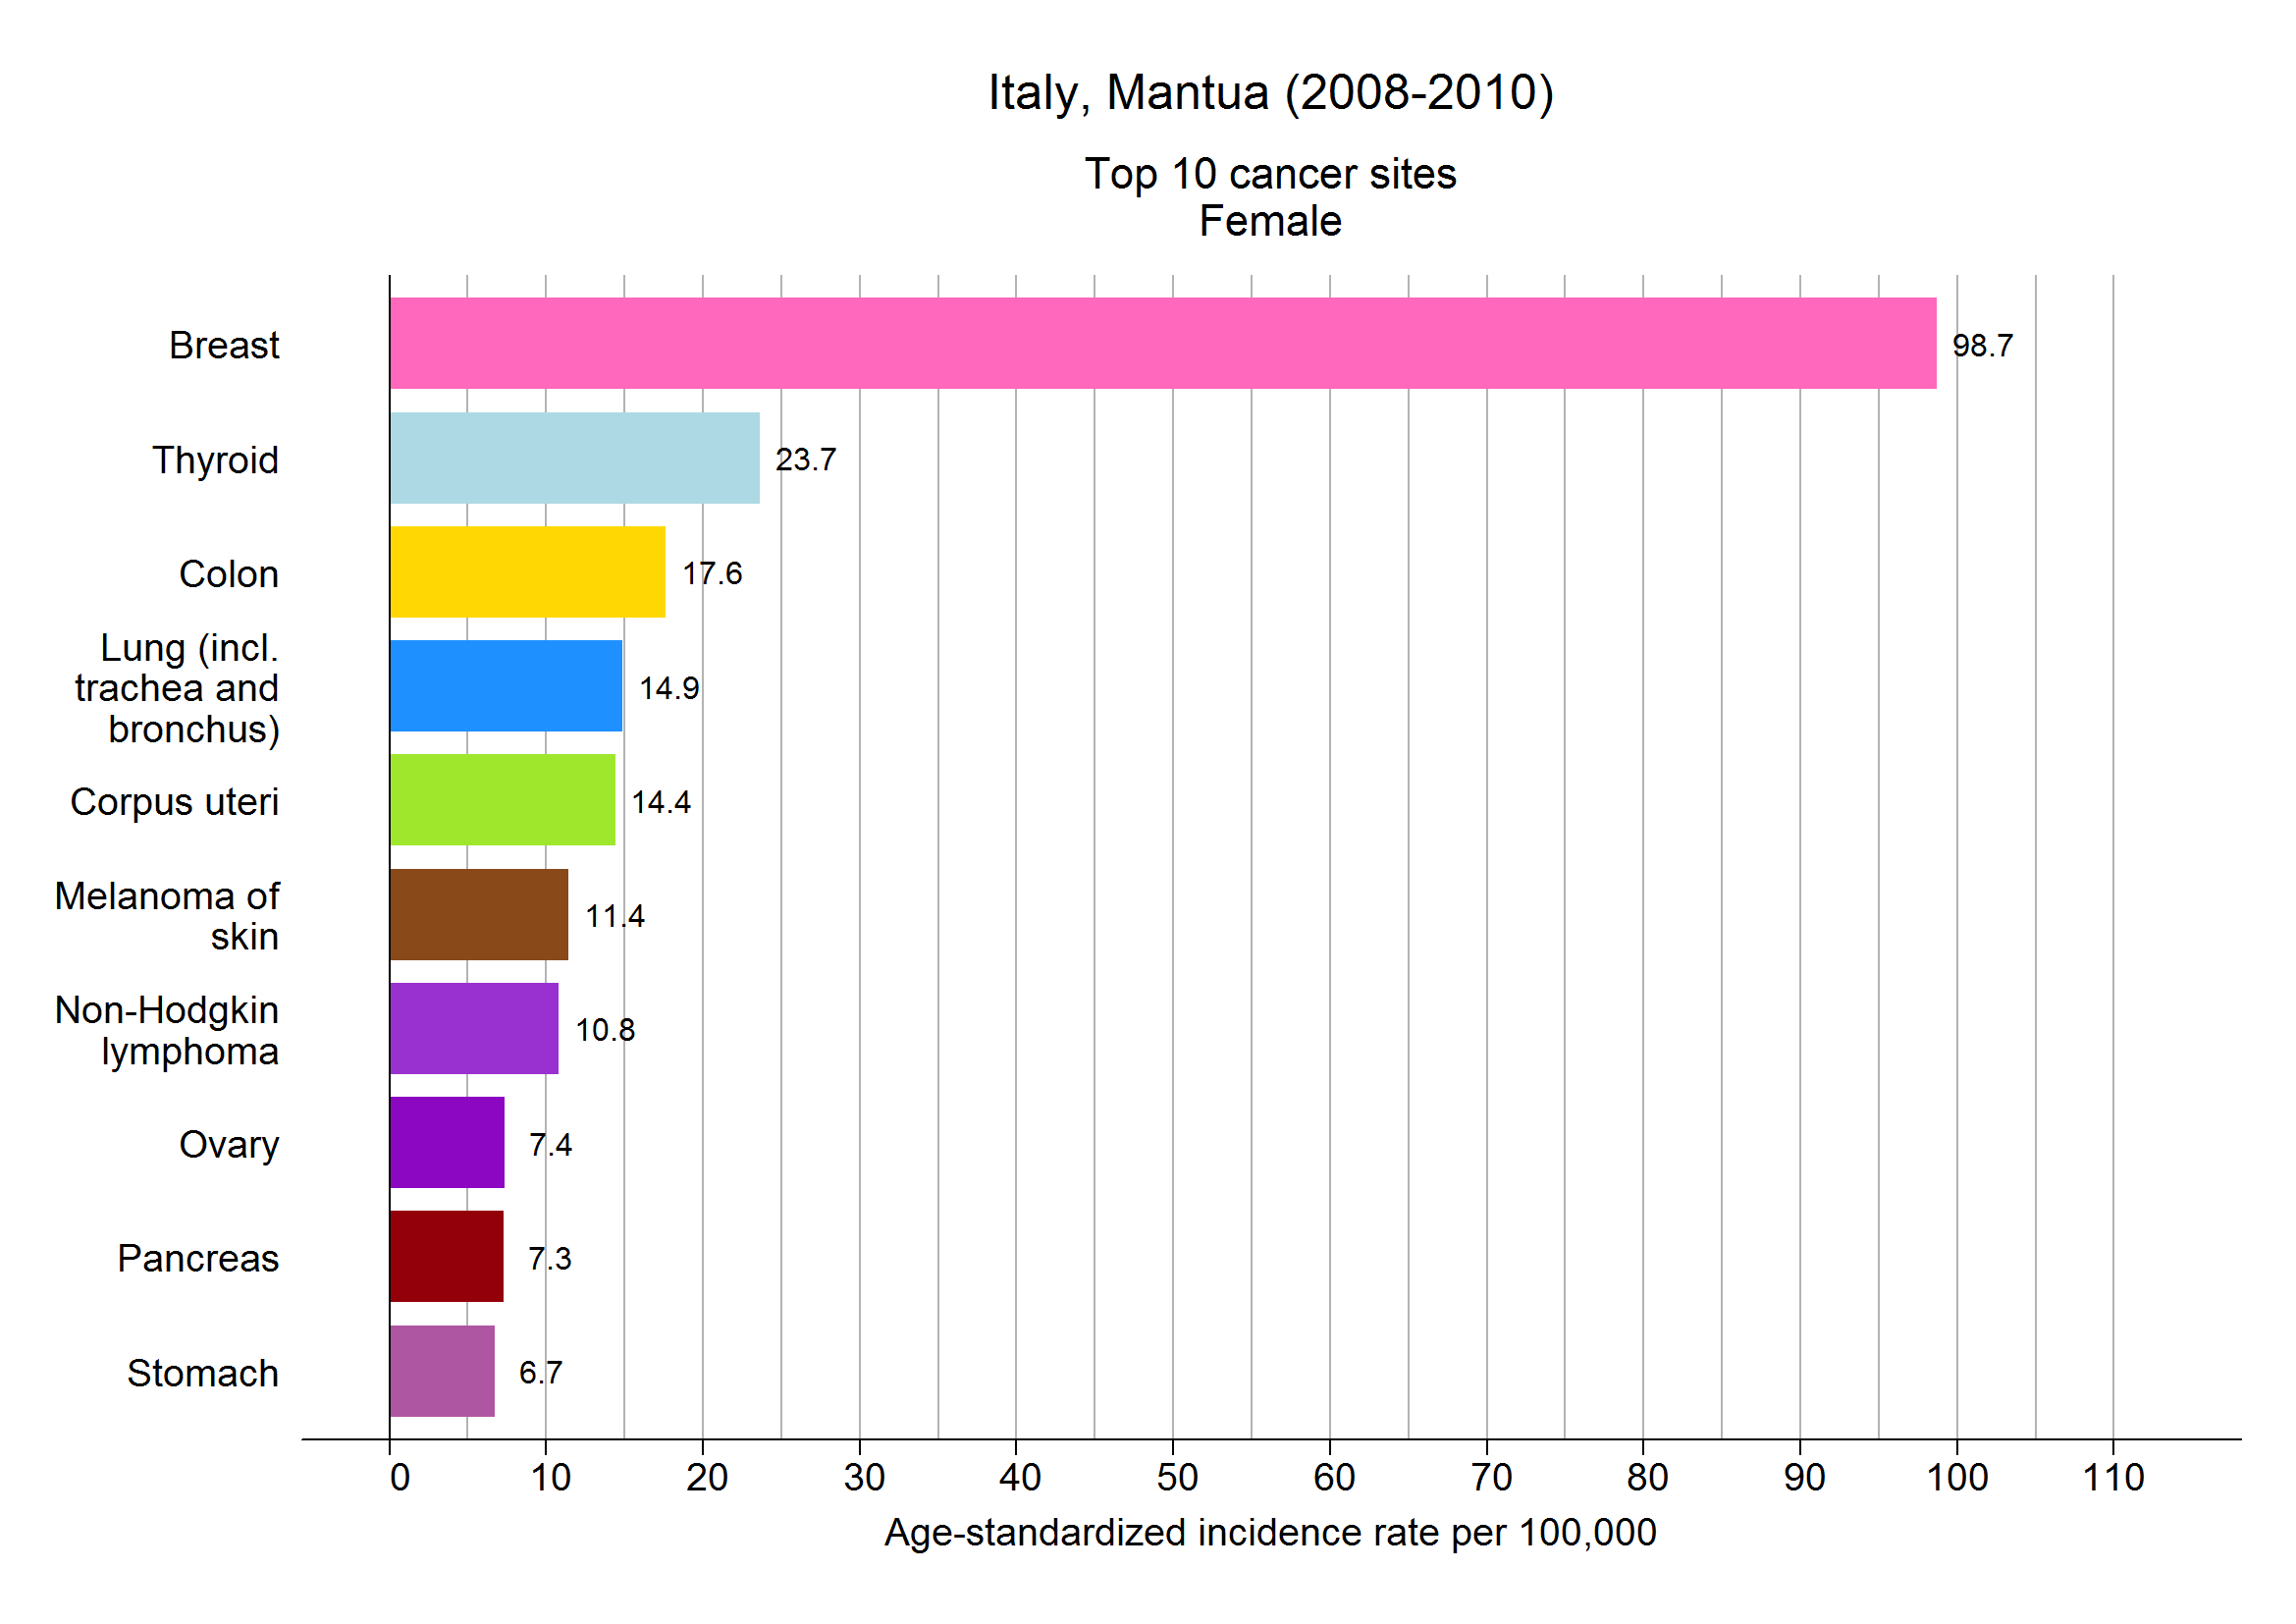 Italy, Mantua (2008-2010)
Top 10 cancer sites
Female
Breast
98.7
Thyroid
23.7
Colon
17.6
Lung (incl.
trachea and
bronchus)
14.9
Corpus uteri
14.4
Melanoma of
skin
11.4
Non-Hodgkin
lymphoma
10.8
Ovary
7.4
Pancreas
7.3
Stomach
6.7
0 10 20 30 40 50 60 70 80 90 100 110
Age-standardized incidence rate per 100,000